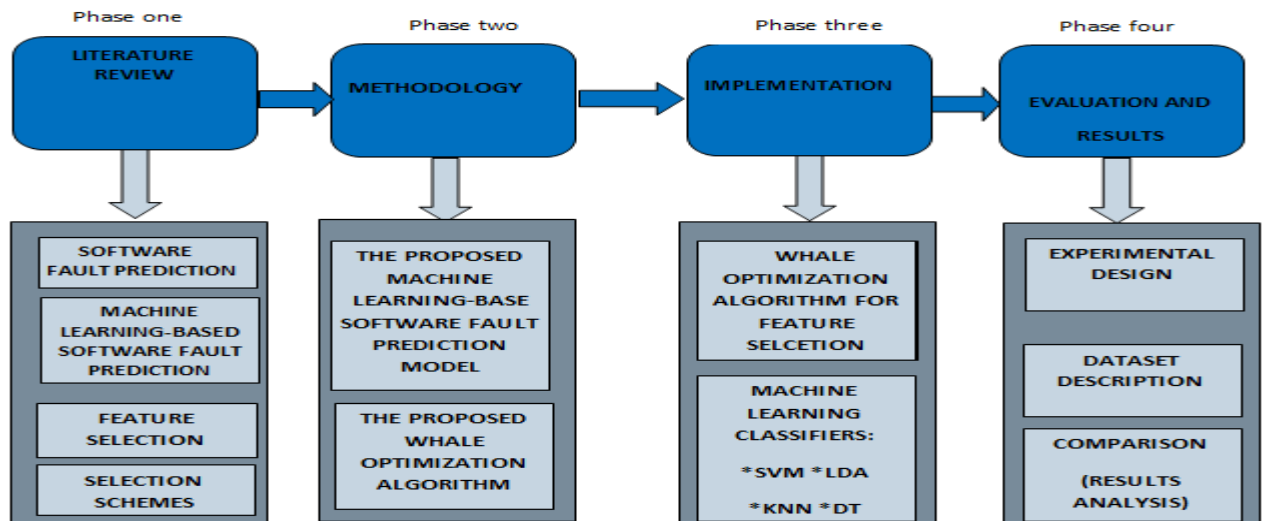 Phase one
Phase two
Phase three
Phase four
LITERATURE
REVIEW
METHODOLOGY
IMPLEMENTATION
EVALUATION AND
RESULTS
SOFTWARE
FAULT PREDICTION
MACHINE
LEARNING-BASED
SOFTWARE FAULT
PREDICTION
FEATURE
SELECTION
SELECTION
SCHEMES
THE PROPOSED
MACHINE
LEARNING-BASE
SOFTWARE FAULT
PREDICTION
MODEL
THE PROPOSED
WHALE
OPTIMIZATION
ALGORITHM
WHALE
OPTIMIZATION
ALGORITHM FOR
FEATURE
SELCETION
MACHINE
LEARNING
CLASSIFIERS:
*SVM *LDA
*KNN *DT
EXPERIMENTAL
DESIGN
DATASET
DESCRIPTION
COMPARISON
(RESULTS
ANALYSIS)